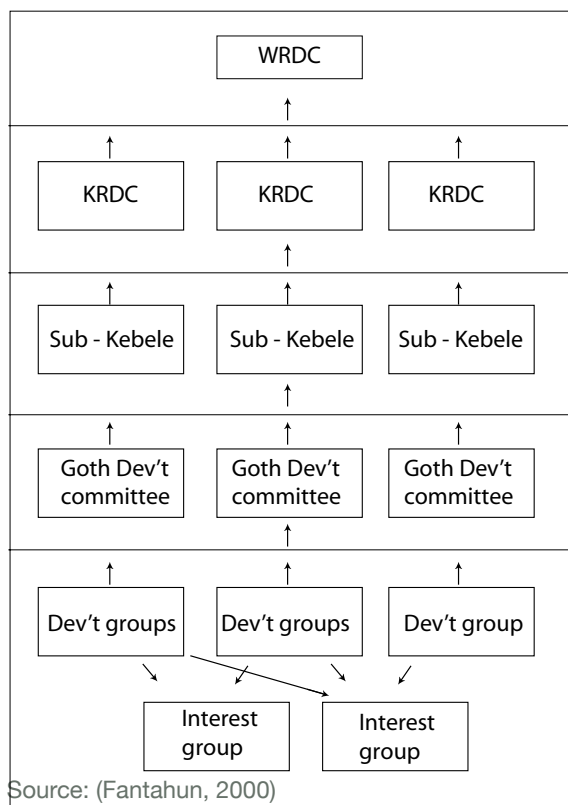 WRDC
KRDC
KRDC
KRDC
Sub - Kebele
Sub - Kebele
Sub - Kebele
Goth Dev't
committee
Goth Dev't
committee
Goth Dev't
committee
Dev't groups
Dev't groups
Dev't group
Interest
group
Interest
group
Source: (Fantahun, 2000)